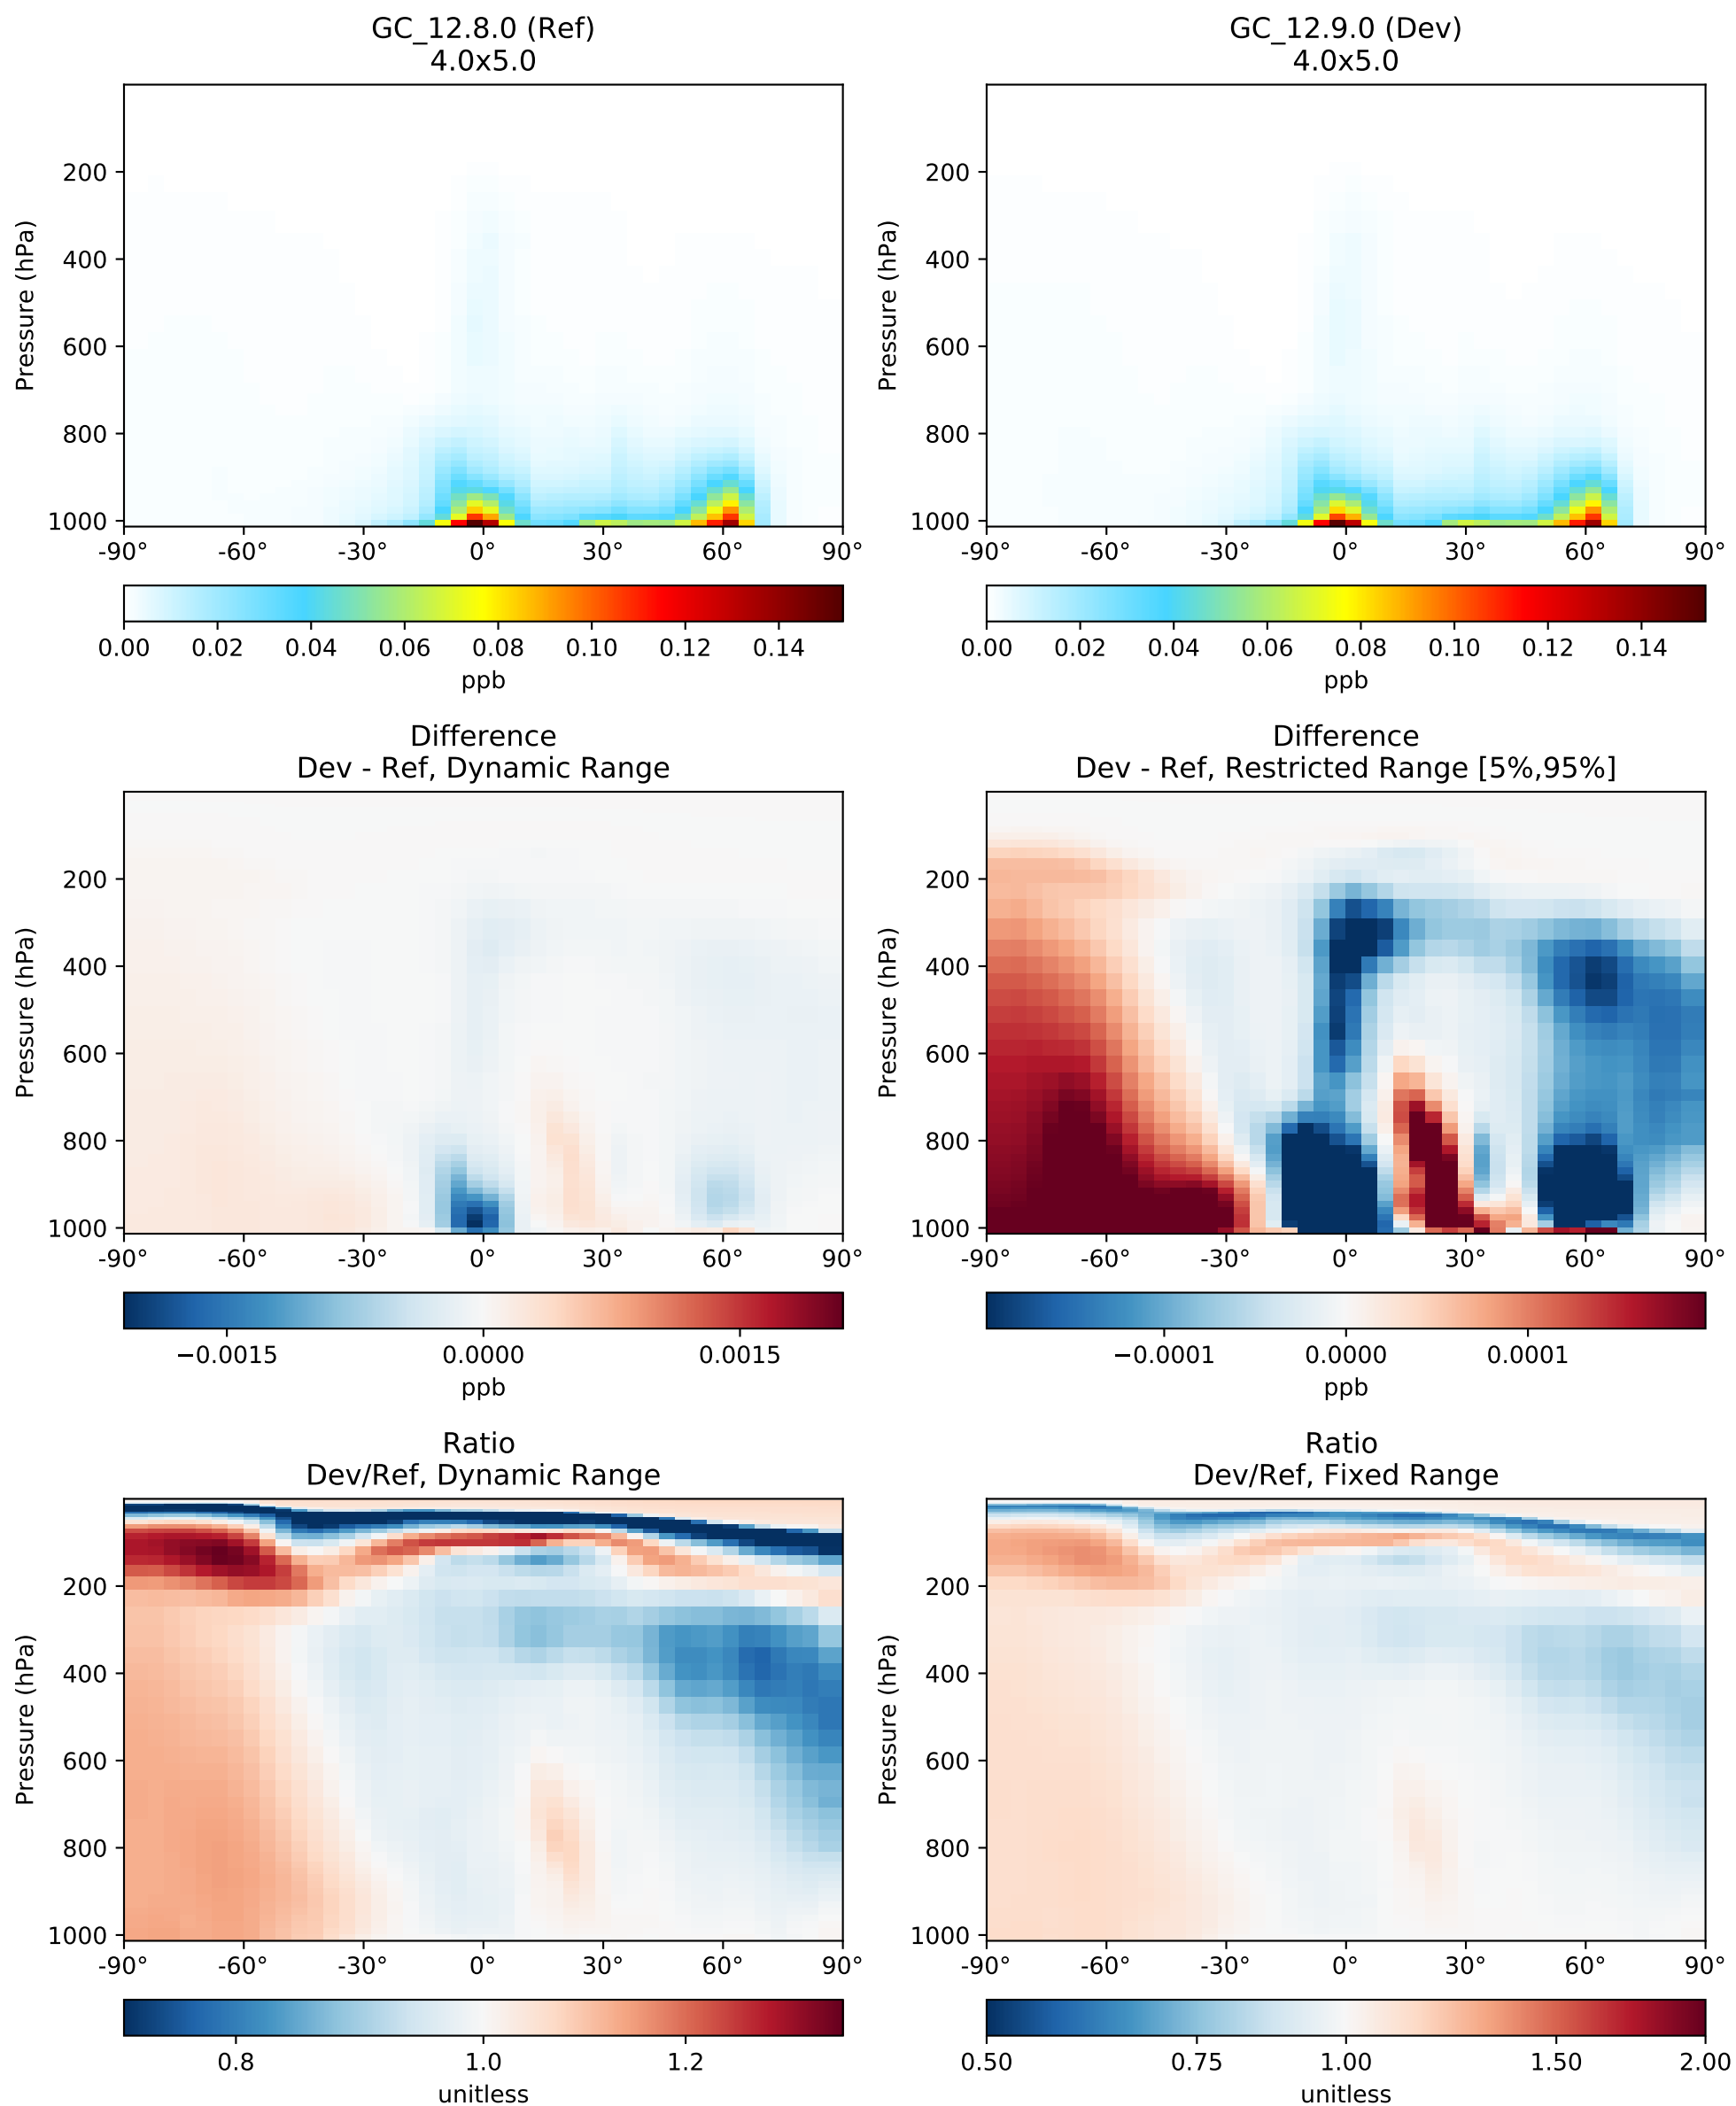 GC_12.8.0 (Ref)
4.0x5.0
GC_12.9.0 (Dev)
4.0x5.0
Pressure (hPa)
200
400
600
800
1000
-90° -60° -30° 0° 30° 60° 90°
0.00 0.02 0.04 0.06 0.08 0.10 0.12 0.14
ppb
Pressure (hPa)
200
400
600
800
1000
-90° -60° -30° 0° 30° 60° 90°
0.00 0.02 0.04 0.06 0.08 0.10 0.12 0.14
ppb
Difference
Dev - Ref, Dynamic Range
Pressure (hPa)
200
400
600
800
1000
-90° -60° -30° 0° 30° 60° 90°
−0.0015 0.0000 0.0015
ppb
Difference
Dev - Ref, Restricted Range [5%,95%]
Pressure (hPa)
200
400
600
800
1000
-90° -60° -30° 0° 30° 60° 90°
−0.0001 0.0000 0.0001
ppb
Ratio
Dev/Ref, Dynamic Range
Pressure (hPa)
200
400
600
800
1000
-90° -60° -30° 0° 30° 60° 90°
0.8 1.0 1.2
unitless
Ratio
Dev/Ref, Fixed Range
Pressure (hPa)
200
400
600
800
1000
-90° -60° -30° 0° 30° 60° 90°
0.50 0.75 1.00 1.50 2.00
unitless